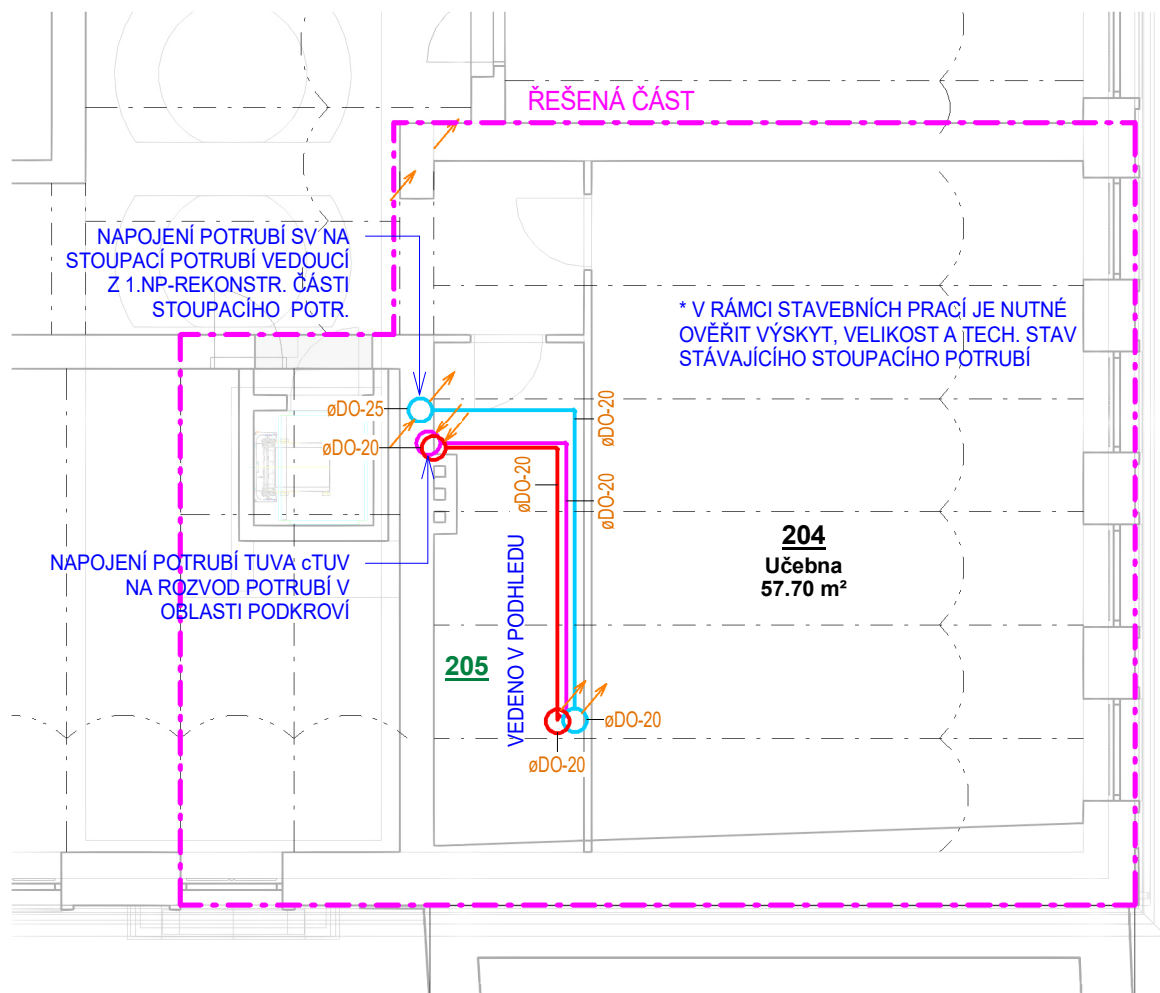 ŘEŠENÁ ČÁST
NAPOJENÍ POTRUBÍ SV NA
STOUPACÍ POTRUBÍ VEDOUCÍ
Z 1.NP-REKONSTR. ČÁSTI
STOUPACÍHO POTR.
* V RÁMCI STAVEBNÍCH PRACÍ JE NUTNÉ
OVĚŘIT VÝSKYT, VELIKOST A TECH. STAV
STÁVAJÍCÍHO STOUPACÍHO POTRUBÍ
øDO-25
øDO-20
øDO-20
øDO-20
øDO-20
204
Učebna
57.70 m²
NAPOJENÍ POTRUBÍ TUVA cTUV
NA ROZVOD POTRUBÍ V
OBLASTI PODKROVÍ
VEDENO V PODHLEDU
205
øDO-20
øDO-20